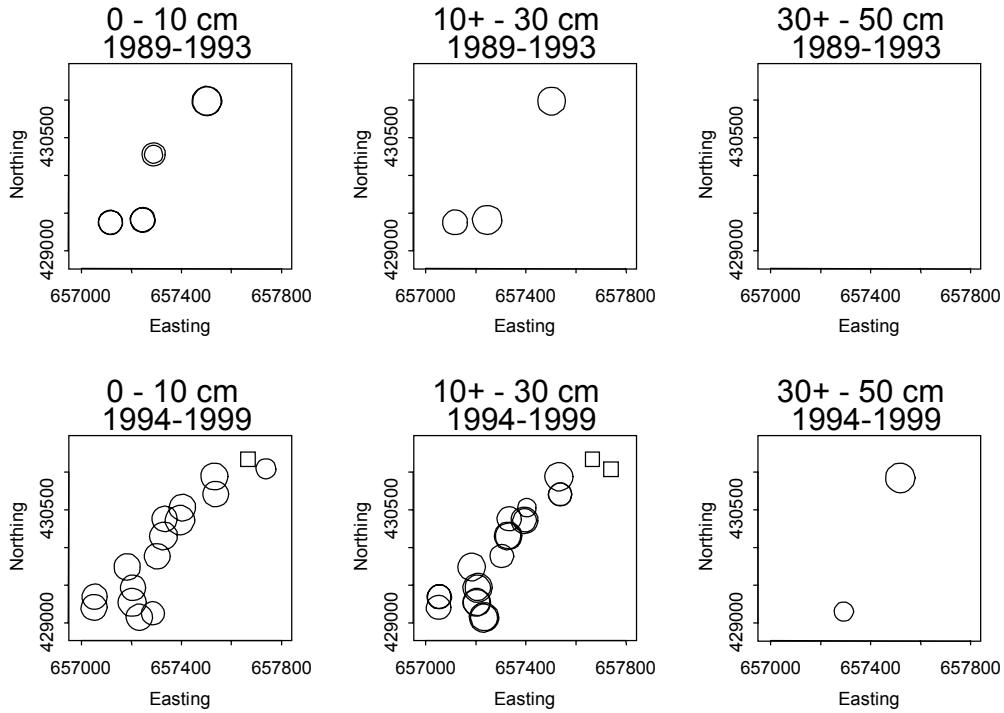 0 - 10 cm
1989-1993
Northing
430500
429000
657000 657400 657800
Easting
10+ - 30 cm
1989-1993
Northing
430500
429000
657000 657400 657800
Easting
30+ - 50 cm
1989-1993
Northing
430500
429000
657000 657400 657800
Easting
0 - 10 cm
1994-1999
Northing
430500
429000
657000 657400 657800
Easting
10+ - 30 cm
1994-1999
Northing
430500
429000
657000 657400 657800
Easting
30+ - 50 cm
1994-1999
Northing
430500
429000
657000 657400 657800
Easting